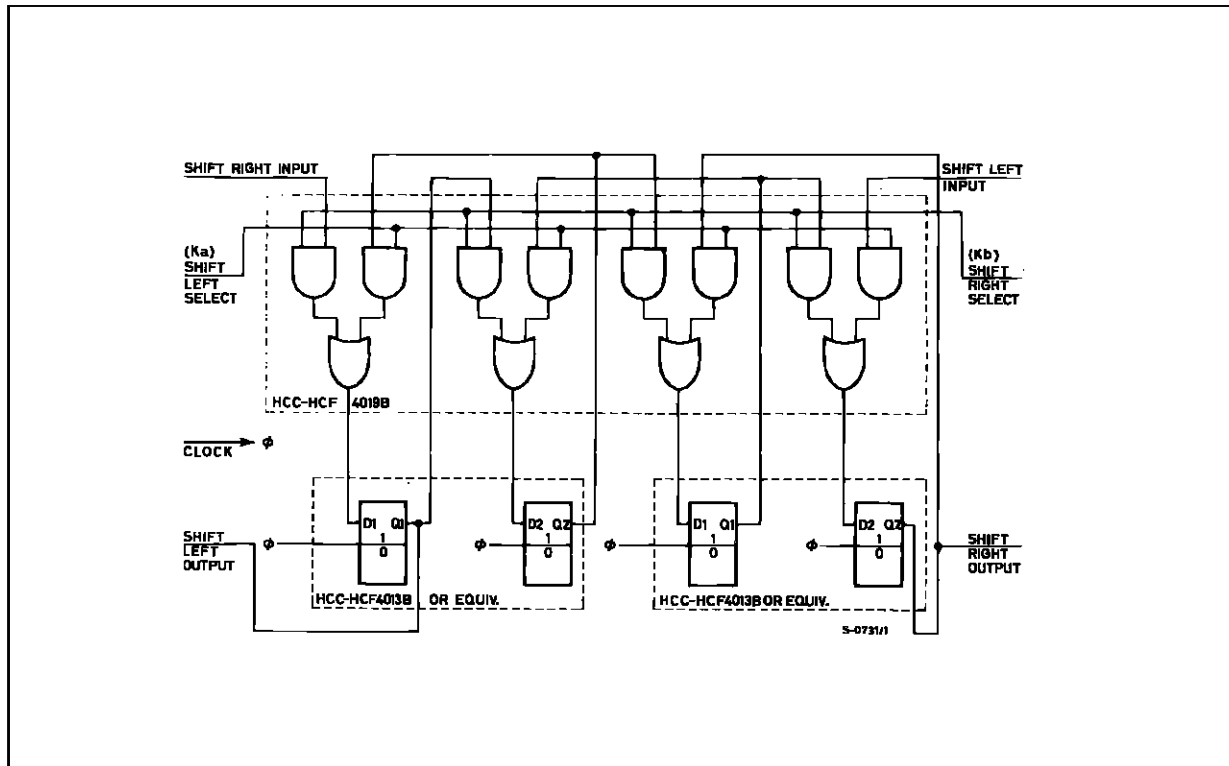 SHIFT RIGHT INPUT
SHIFT LEFT
INPUT
(Ka)
SHIFT
LEFT
SELECT
(Kb)
SHIFT
RIGHT
SELECT
HCC-HCF 4019B
CLOCK ϕ
SHIFT
LEFT
OUTPUT
ϕ
D1 Q1
1
0
ϕ
D2 Q2
1
0
ϕ
D1 Q1
1
0
ϕ
D2 Q2
1
0
SHIFT
RIGHT
OUTPUT
HCC-HCF4013B OR EQUIV.
HCC-HCF4013B OR EQUIV.
S-0731/1